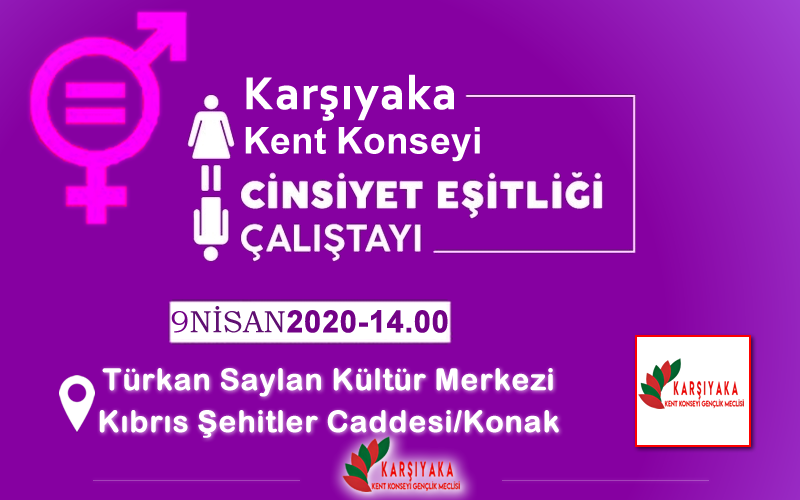 Karşıyaka
Kent Konseyi
CİNSİYET EŞİTLİĞİ
ÇALIŞTAYI
9NİSAN2020-14.00
Türkan Saylan Kültür Merkezi
Kıbrıs Şehitler Caddesi/Konak
KARŞIYAKA
KENT KONSEYİ GENÇLİK MECLİSİ
KARŞIYAKA
KENT KONSEYİ GENÇLİK MECLİSİ